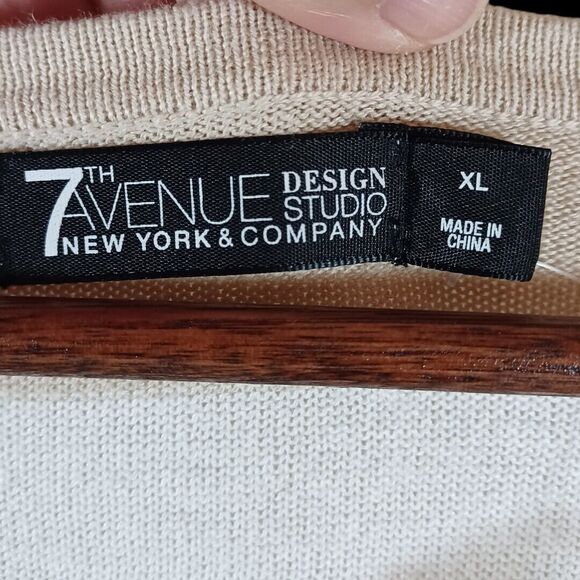 7TH AVENUE DESIGN STUDIO
NEW YORK & COMPANY
XL
MADE IN
CHINA